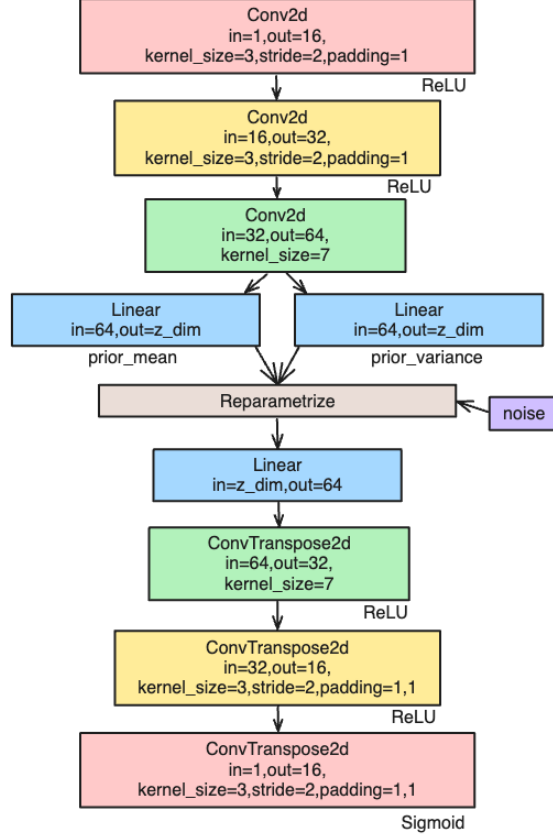 Conv2d
in=1,out=16,
kernel_size=3,stride=2,padding=1
ReLU
Conv2d
in=16,out=32,
kernel_size=3,stride=2,padding=1
ReLU
Conv2d
in=32,out=64,
kernel_size=7
Linear
in=64,out=z_dim
prior_mean
Linear
in=64,out=z_dim
prior_variance
Reparametrize
noise
Linear
in=z_dim,out=64
ConvTranspose2d
in=64,out=32,
kernel_size=7
ReLU
ConvTranspose2d
in=32,out=16,
kernel_size=3,stride=2,padding=1,1
ReLU
ConvTranspose2d
in=1,out=16,
kernel_size=3,stride=2,padding=1,1
Sigmoid